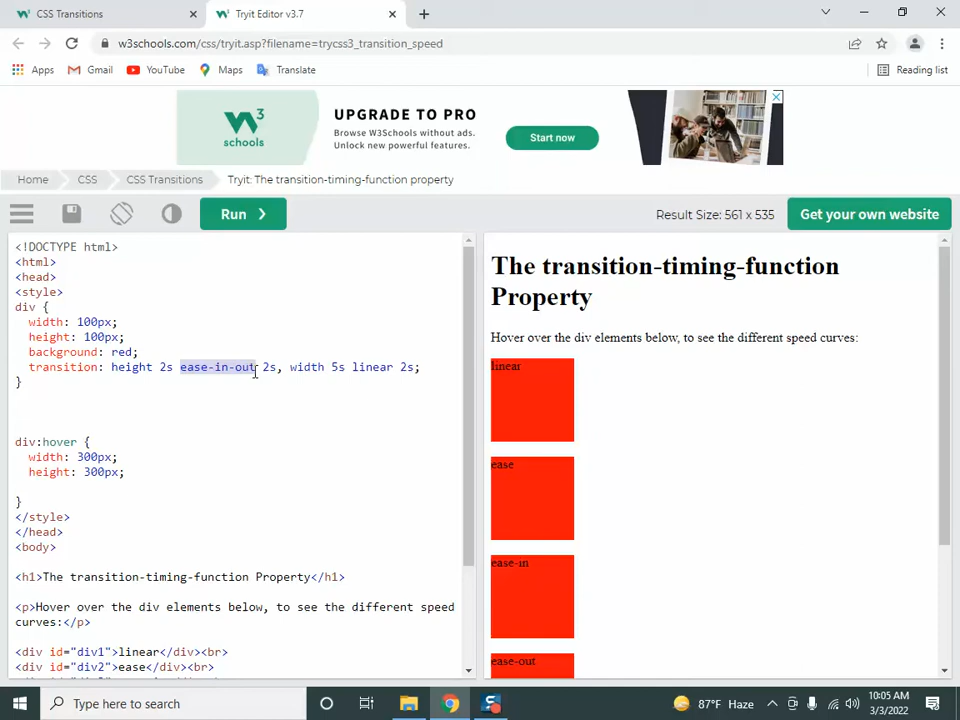 CSS Transitions
Tryit Editor v3.7
w3schools.com/css/tryit.asp?filename=trycss3_transition_speed
Apps
Gmail
YouTube
Maps
Translate
Reading list
W3
schools
UPGRADE TO PRO
Browse W3Schools without ads.
Unlock new powerful features.
Start now
Home
CSS
CSS Transitions
Tryit: The transition-timing-function property
Run ❯
Result Size: 561 x 535
Get your own website
<!DOCTYPE html>
<html>
<head>
<style>
div {
width: 100px;
height: 100px;
background: red;
transition: height 2s ease-in-out 2s, width 5s linear 2s;
}
div:hover {
width: 300px;
height: 300px;
}
</style>
</head>
<body>
<h1>The transition-timing-function Property</h1>
<p>Hover over the div elements below, to see the different speed
curves:</p>
<div id="div1">linear</div><br>
<div id="div2">ease</div><br>
The transition-timing-function
Property
Hover over the div elements below, to see the different speed curves:
linear
ease
ease-in
ease-out
Type here to search
87°F Haze
10:05 AM
3/3/2022